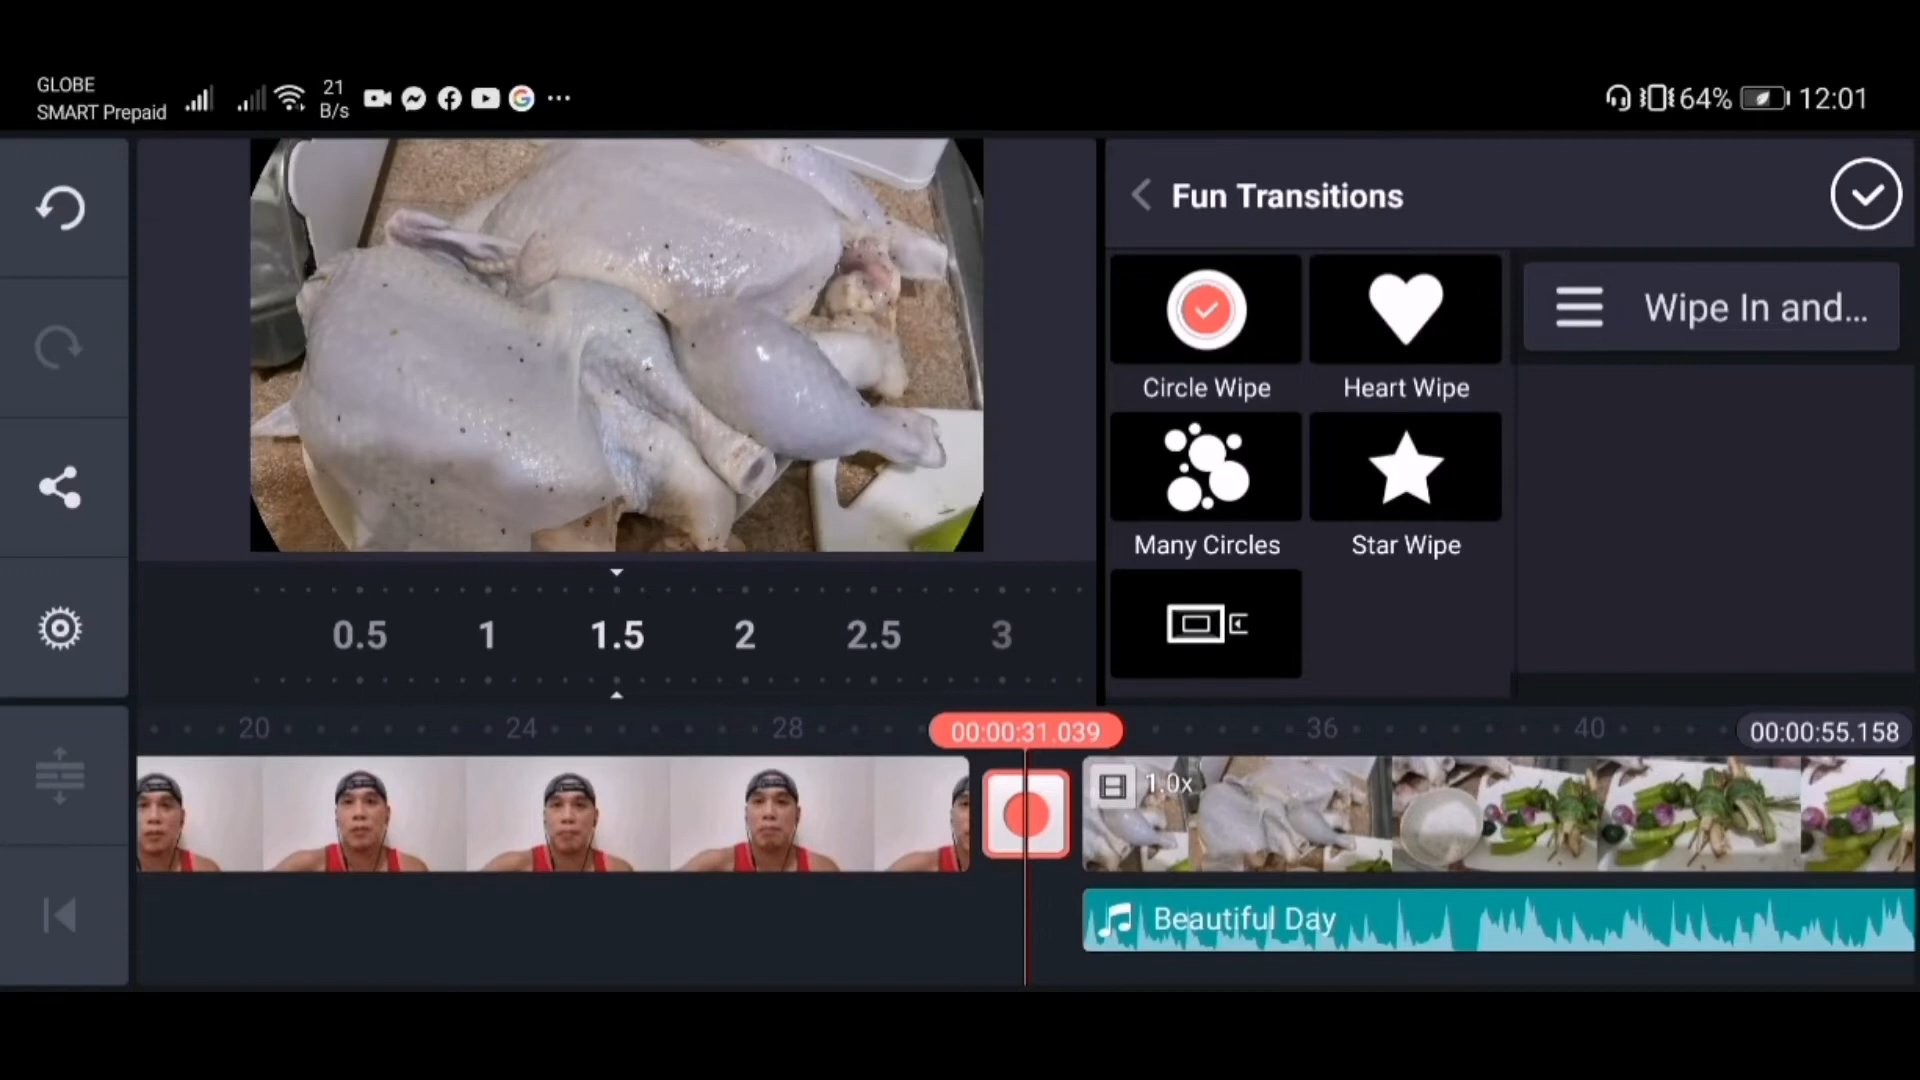 GLOBE
SMART Prepaid
21
B/s
64%
12:01
Fun Transitions
Wipe In and...
Circle Wipe
Heart Wipe
Many Circles
Star Wipe
0.5 1 1.5 2 2.5 3
20 24 28 00:00:31.039 36 40 00:00:55.158
1.0x
Beautiful Day